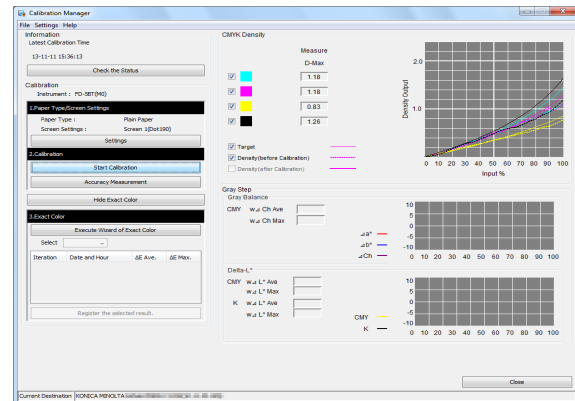 Calibration Manager
File Settings Help
Information
Latest Calibration Time
13-11-11 15:36:13
Check the Status
Calibration
Instrument : FD-5BT(M0)
1.Paper Type/Screen Settings
Paper Type : Plain Paper
Screen Settings : Screen 1(Dot190)
Settings
2.Calibration
Start Calibration
Accuracy Measurement
Hide Exact Color
3.Exact Color
Execute Wizard of Exact Color
Select
Iteration Date and Hour ΔE Ave. ΔE Max.
Register the selected result.
CMYK Density
Measure
D-Max
1.18
1.18
0.83
1.26
Target
Density(before Calibration)
Density(after Calibration)
Density Output
2.0
1.0
0 10 20 30 40 50 60 70 80 90 100
Input %
Gray Step
Gray Balance
CMY w⊿ Ch Ave
w⊿ Ch Max
⊿a*
⊿b*
⊿Ch
10
5
0
-5
-10
0 10 20 30 40 50 60 70 80 90 100
Delta-L*
CMY w⊿ L* Ave
w⊿ L* Max
K w⊿ L* Ave
w⊿ L* Max
CMY
K
10
5
0
-5
-10
0 10 20 30 40 50 60 70 80 90 100
Close
Current Destination KONICA MINOLTA